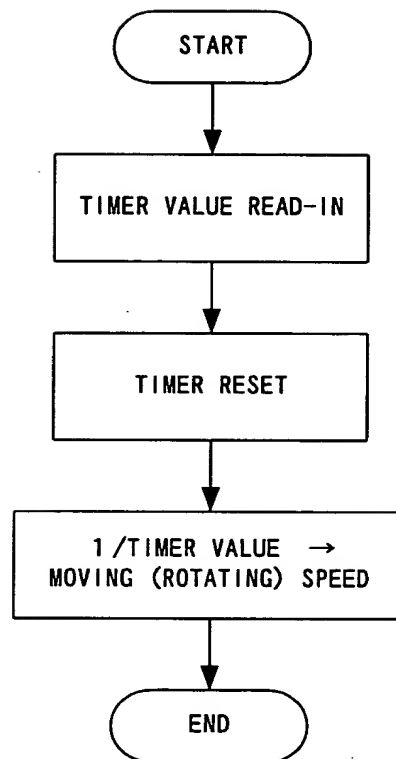 START
TIMER VALUE READ-IN
TIMER RESET
1/TIMER VALUE →
MOVING (ROTATING) SPEED
END